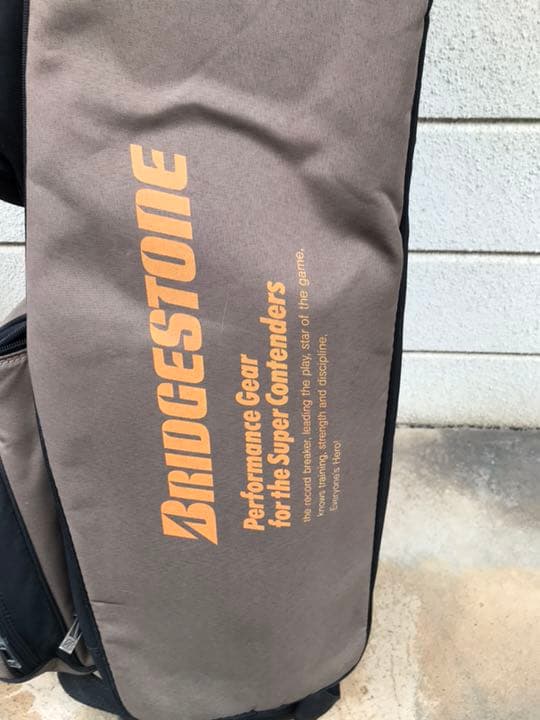 BRIDGESTONE
Performance Gear
for the Super Contenders
the record breaker, leading the play, star of the game,
knows training, strength and discipline.
Everyone's Hero!